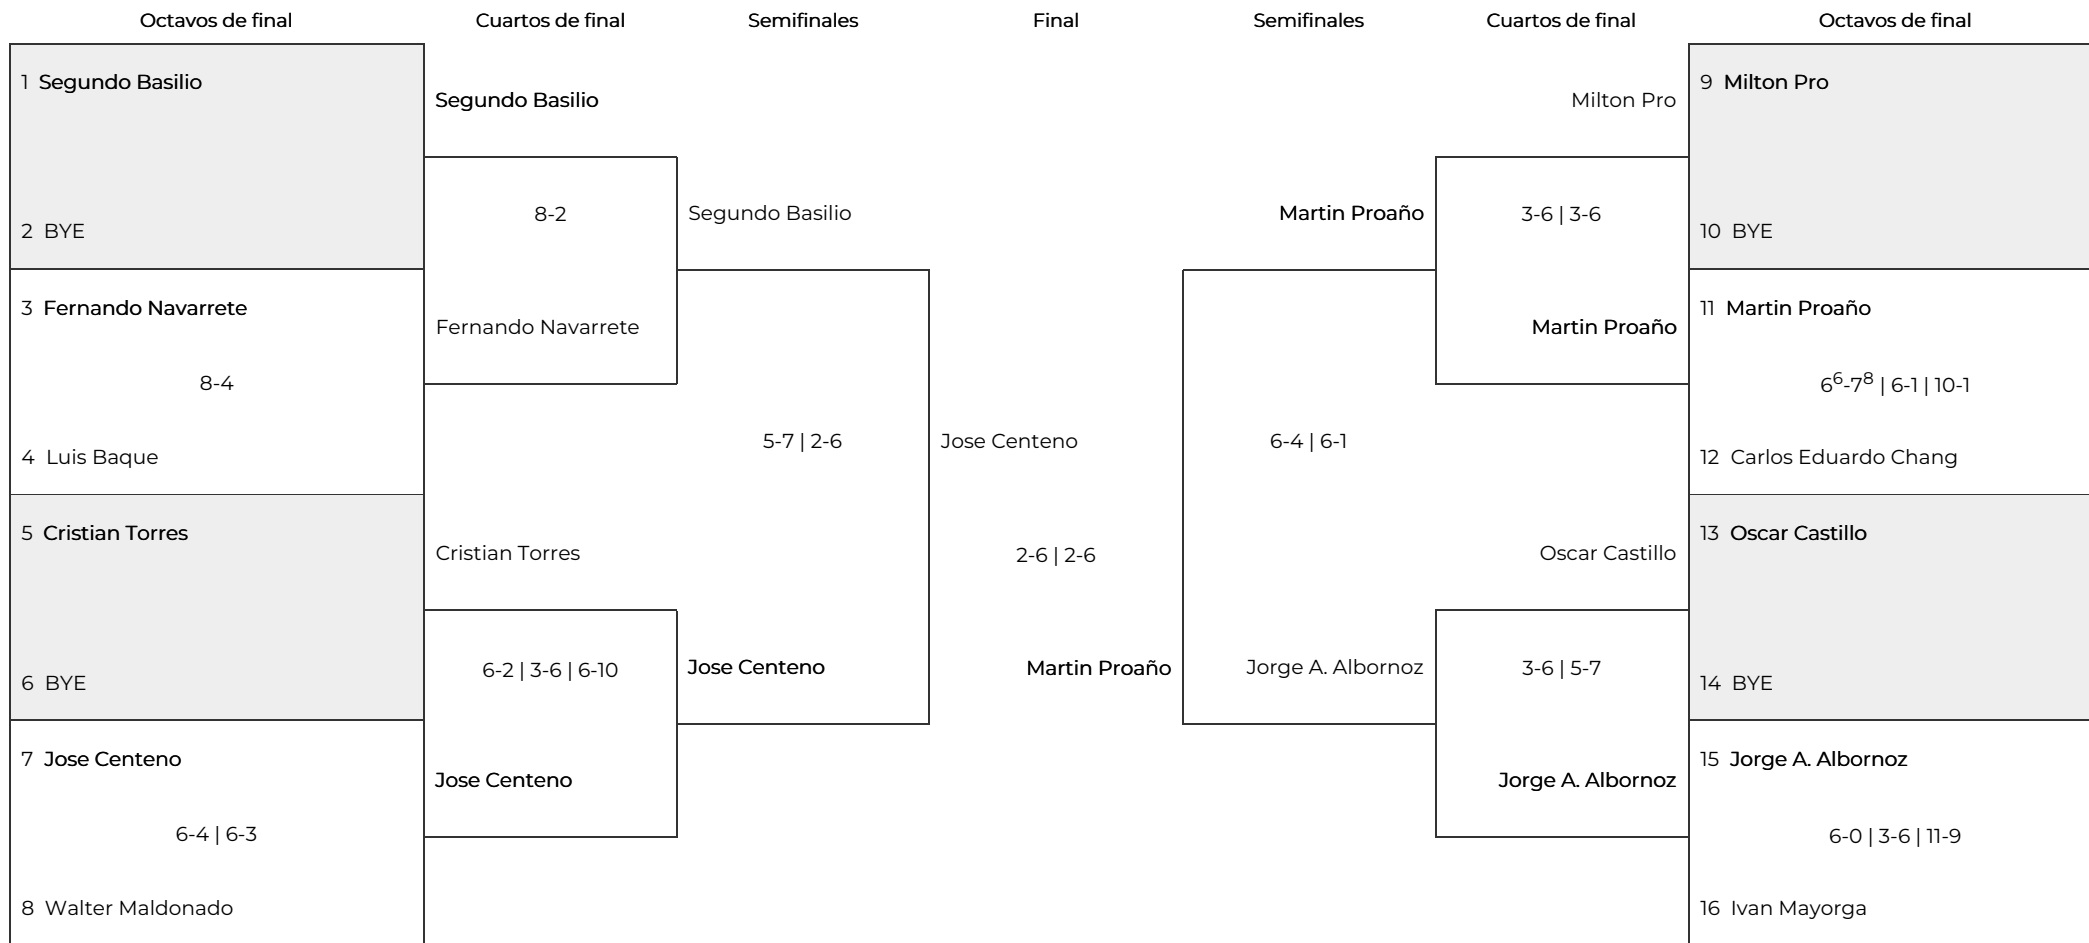 Octavos de final
Cuartos de final
Semifinales
Final
Semifinales
Cuartos de final
Octavos de final
1 Segundo Basilio
2 BYE
3 Fernando Navarrete
8-4
4 Luis Baque
5 Cristian Torres
6 BYE
7 Jose Centeno
6-4 | 6-3
8 Walter Maldonado
Segundo Basilio
8-2
Fernando Navarrete
Cristian Torres
6-2 | 3-6 | 6-10
Jose Centeno
Segundo Basilio
5-7 | 2-6
Jose Centeno
Jose Centeno
2-6 | 2-6
Martin Proaño
Martin Proaño
6-4 | 6-1
Jorge A. Albornoz
Milton Pro
3-6 | 3-6
Martin Proaño
Oscar Castillo
3-6 | 5-7
Jorge A. Albornoz
9 Milton Pro
10 BYE
11 Martin Proaño
6⁶-7⁸ | 6-1 | 10-1
12 Carlos Eduardo Chang
13 Oscar Castillo
14 BYE
15 Jorge A. Albornoz
6-0 | 3-6 | 11-9
16 Ivan Mayorga